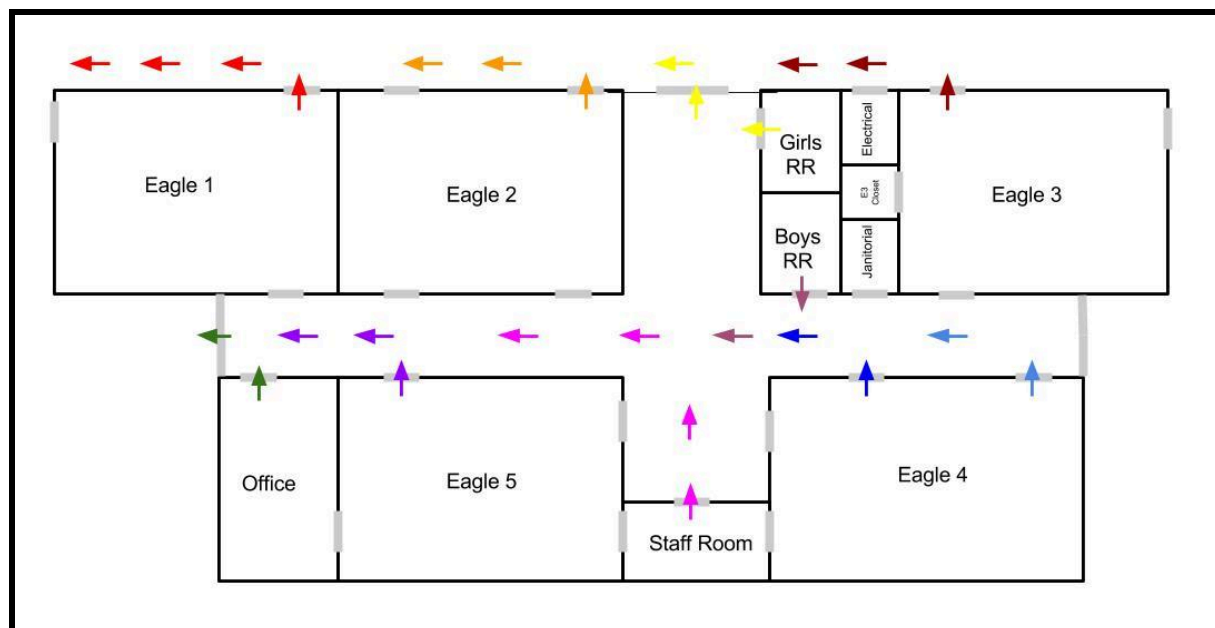 Eagle 1
Eagle 2
Girls
RR
Boys
RR
Electrical
E3
Closet
Janitorial
Eagle 3
Office
Eagle 5
Staff Room
Eagle 4